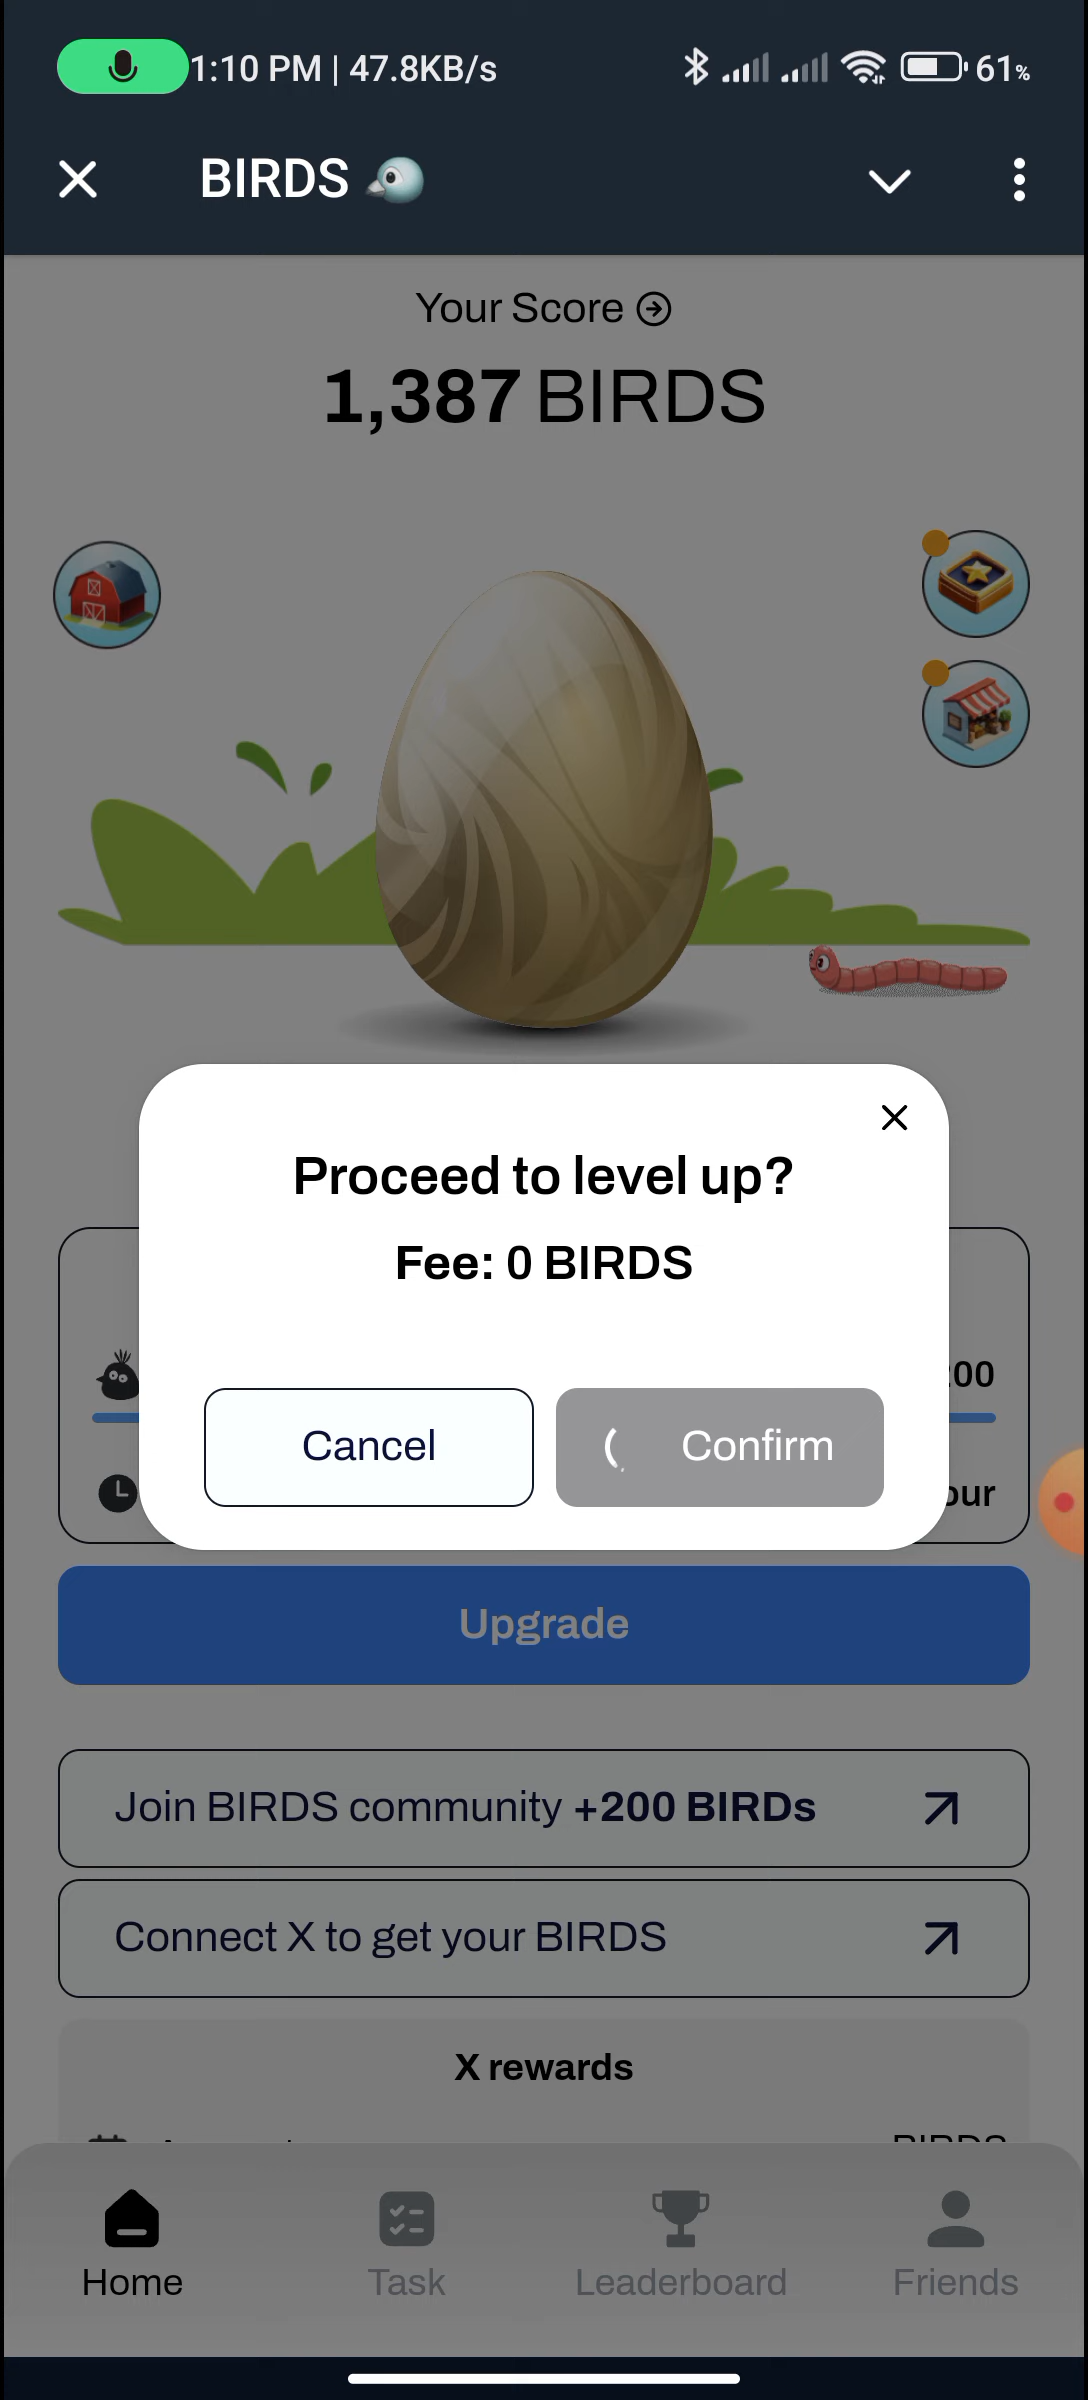 1:10 PM | 47.8KB/s 61%
BIRDS
Your Score
1,387 BIRDS
Proceed to level up?
Fee: 0 BIRDS
Cancel
Confirm
Upgrade
Join BIRDS community +200 BIRDs
Connect X to get your BIRDS
X rewards
BIRDS
Home
Task
Leaderboard
Friends